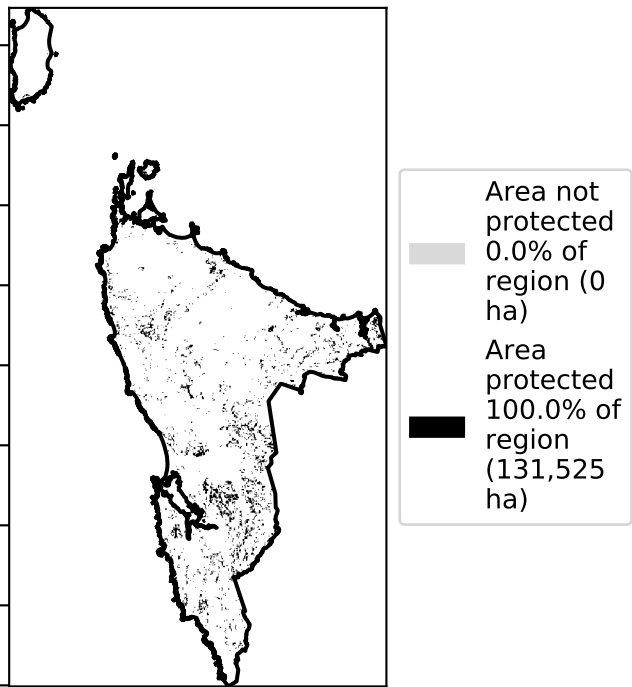 Area not
protected
0.0% of
region (0
ha)
Area
protected
100.0% of
region
(131,525
ha)